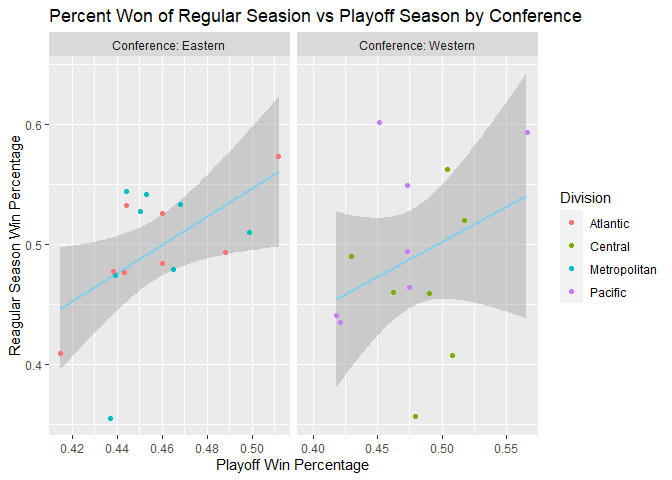 Percent Won of Regular Seasion vs Playoff Season by Conference
Conference: Eastern
Conference: Western
Reagular Season Win Percentage
0.6
0.5
0.4
0.42 0.44 0.46 0.48 0.50
0.40 0.45 0.50 0.55
Playoff Win Percentage
Division
Atlantic
Central
Metropolitan
Pacific